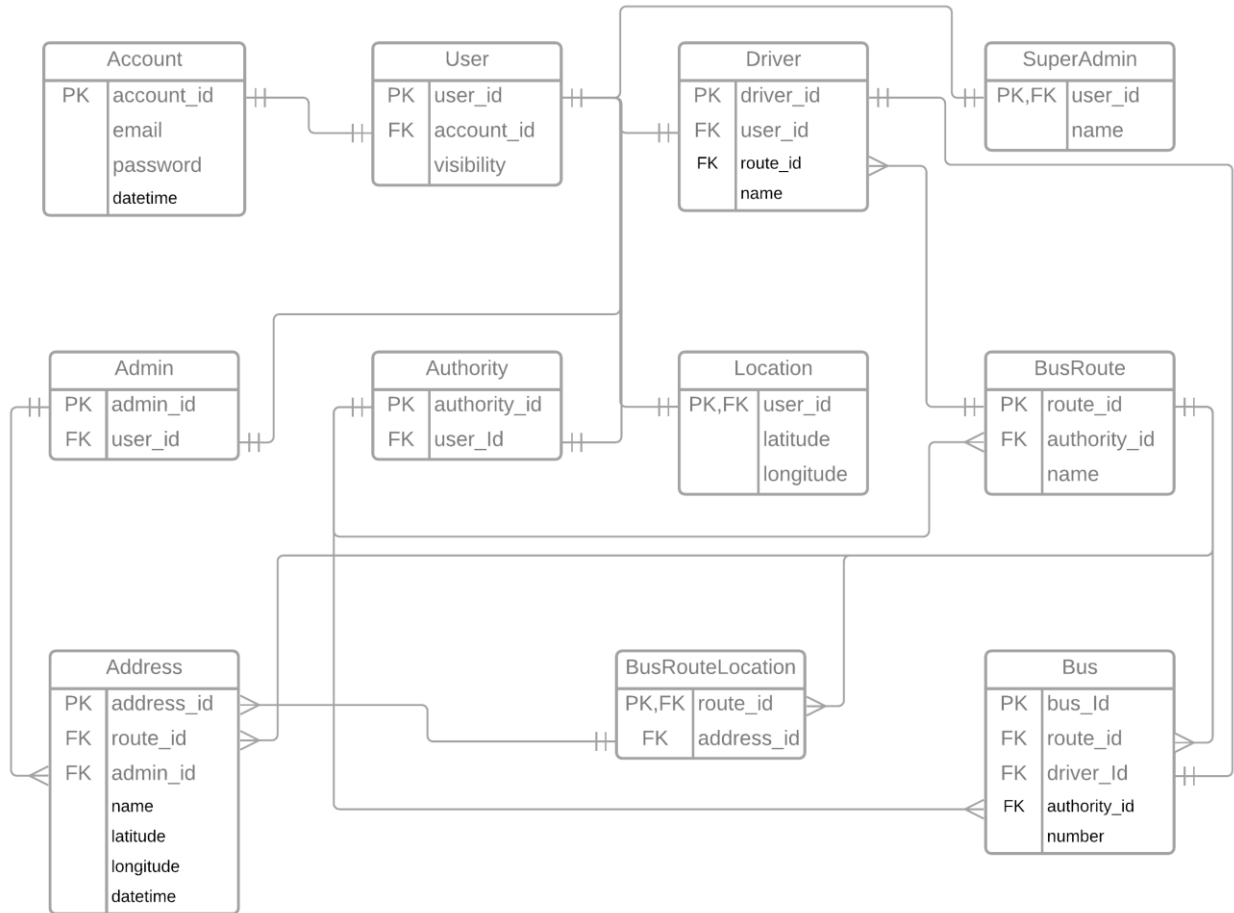 Account
PK account_id
email
password
datetime
User
PK user_id
FK account_id
visibility
Driver
PK driver_id
FK user_id
FK route_id
name
SuperAdmin
PK,FK user_id
name
Admin
PK admin_id
FK user_id
Authority
PK authority_id
FK user_Id
Location
PK,FK user_id
latitude
longitude
BusRoute
PK route_id
FK authority_id
name
Address
PK address_id
FK route_id
FK admin_id
name
latitude
longitude
datetime
BusRouteLocation
PK,FK route_id
FK address_id
Bus
PK bus_Id
FK route_id
FK driver_Id
FK authority_id
number